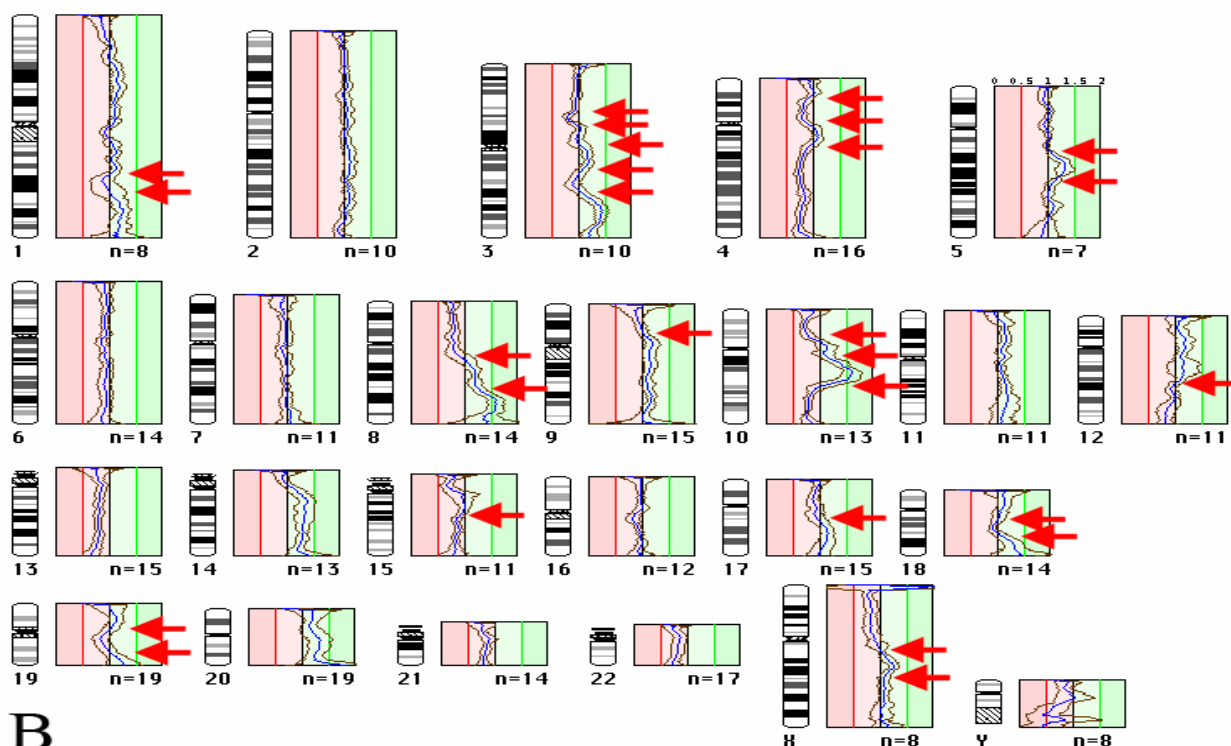 0 0.5 1 1.5 2
1 n=8 2 n=10 3 n=10 4 n=16 5 n=7
6 n=14 7 n=11 8 n=14 9 n=15 10 n=13 11 n=11 12 n=11
13 n=15 14 n=13 15 n=11 16 n=12 17 n=15 18 n=14
19 n=19 20 n=19 21 n=14 22 n=17
B X n=8 Y n=8